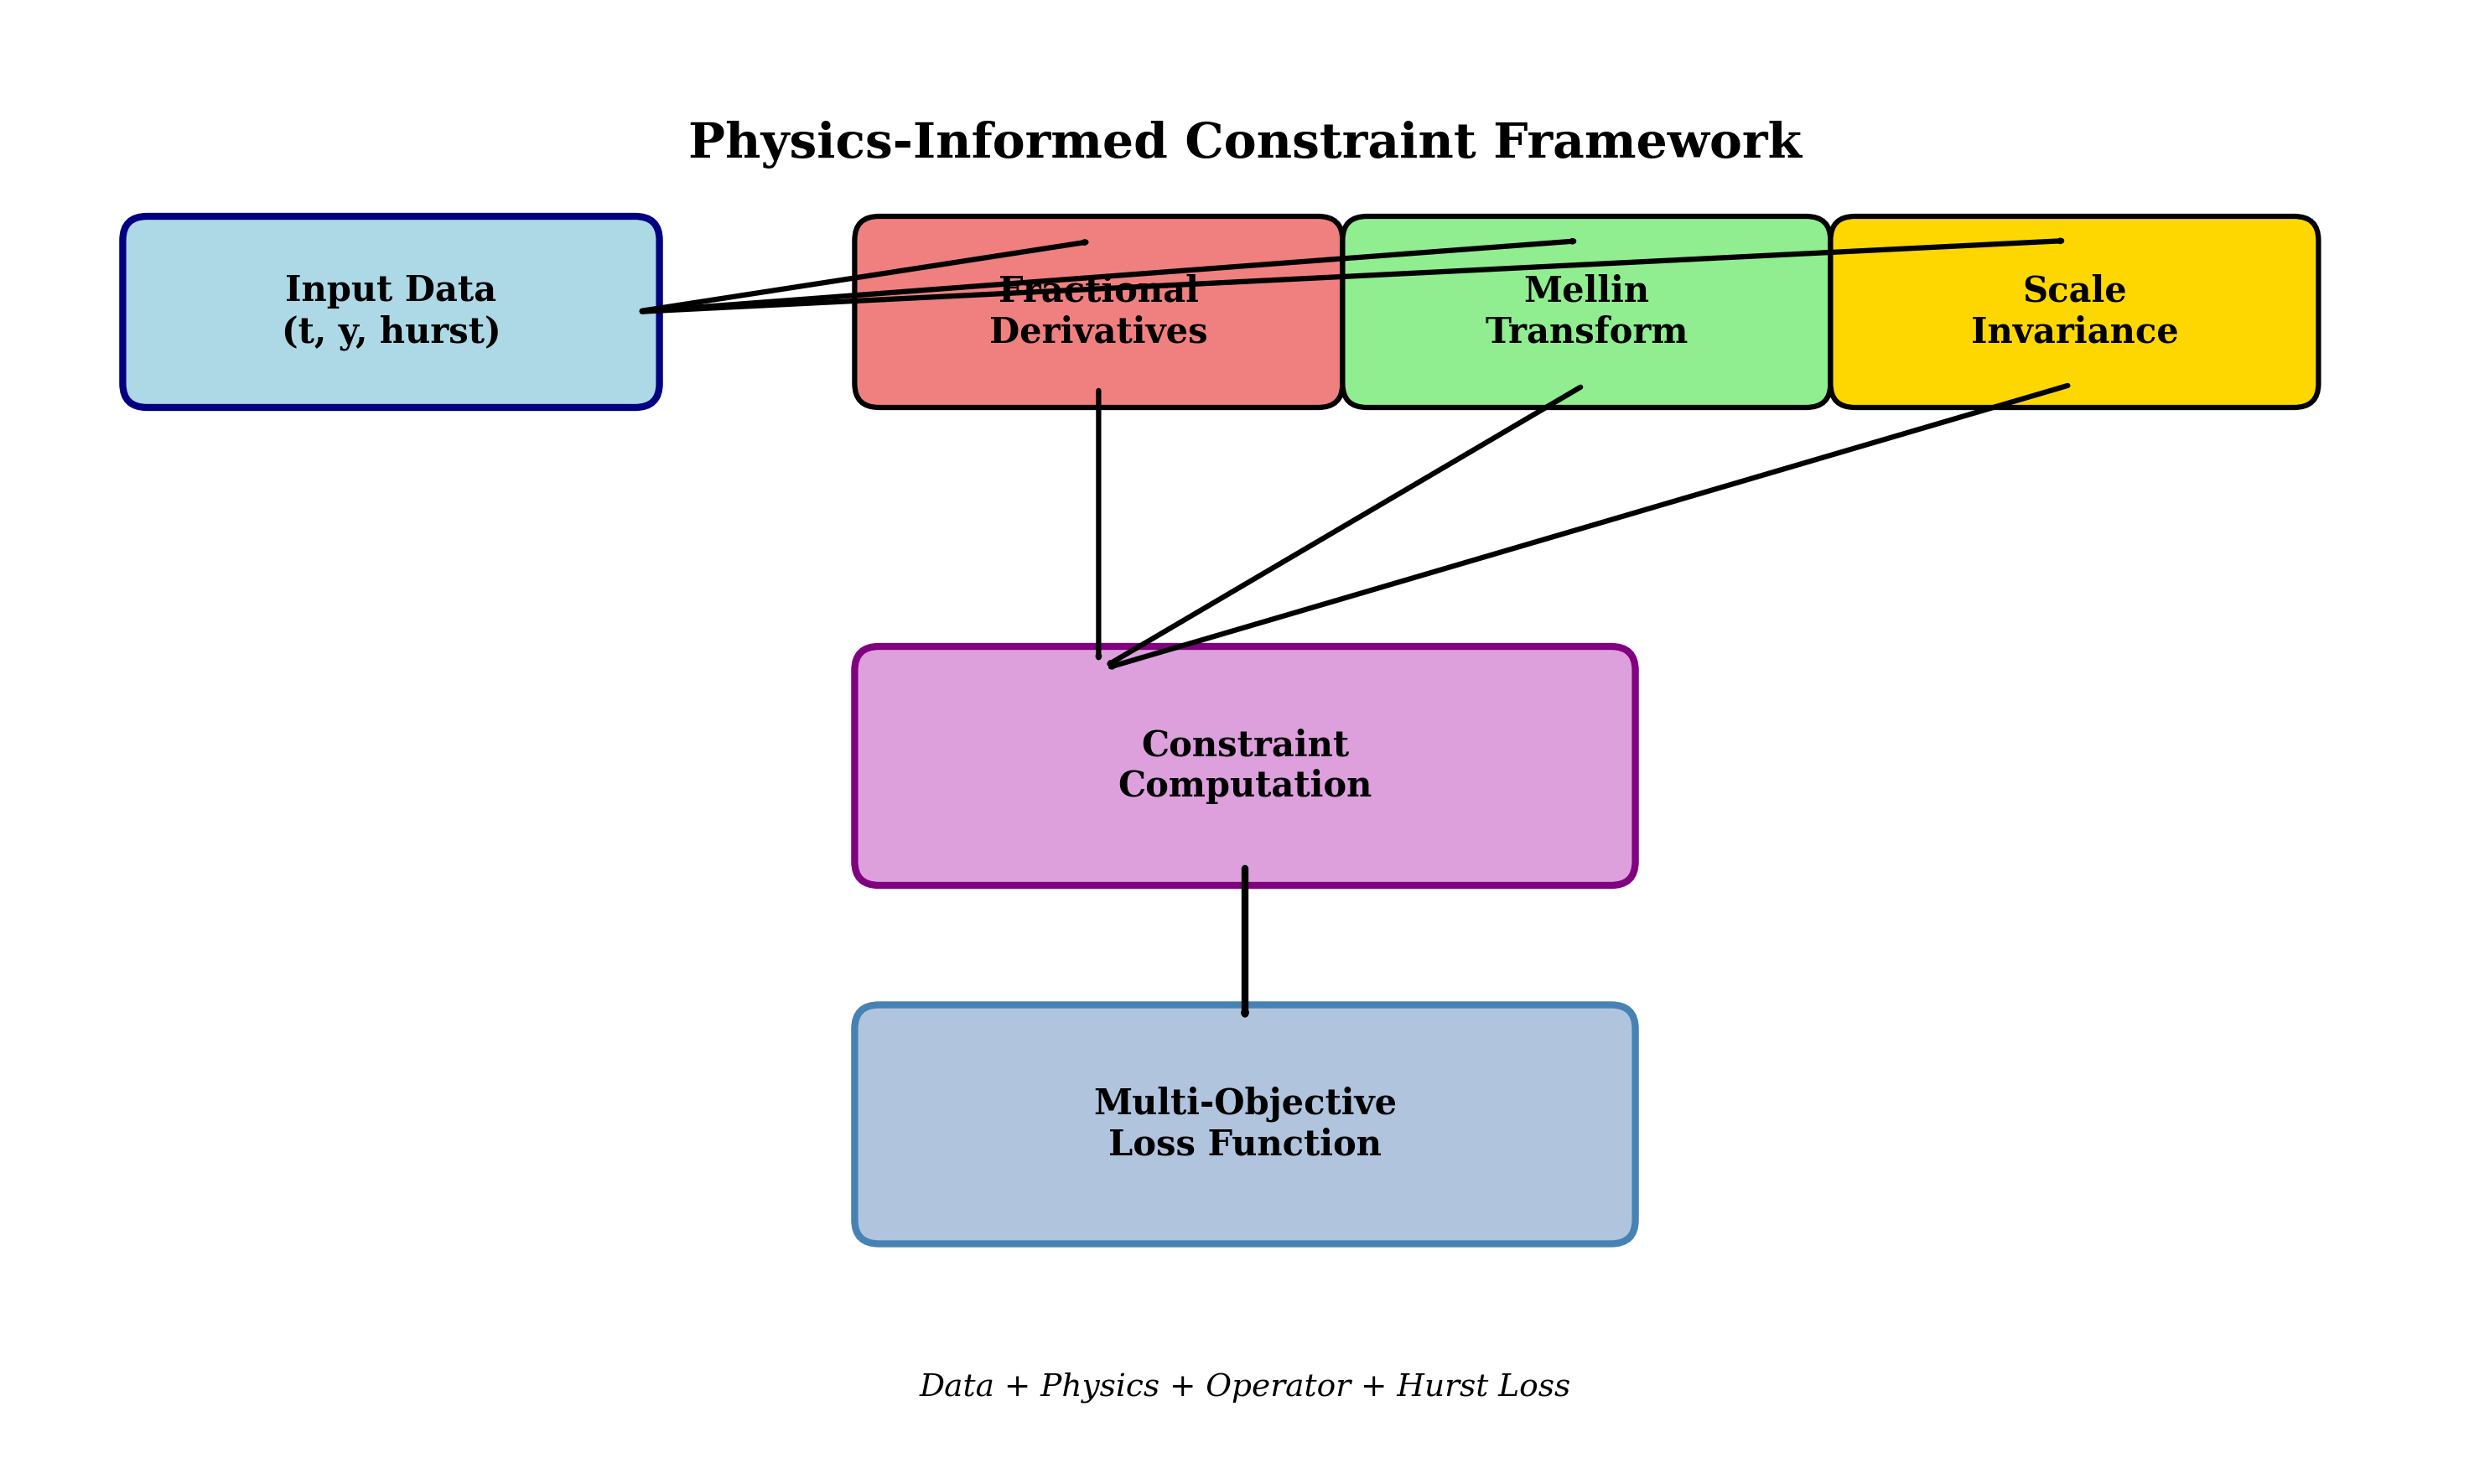 Physics-Informed Constraint Framework
Input Data
(t, y, hurst)
Fractional
Derivatives
Mellin
Transform
Scale
Invariance
Constraint
Computation
Multi-Objective
Loss Function
Data + Physics + Operator + Hurst Loss